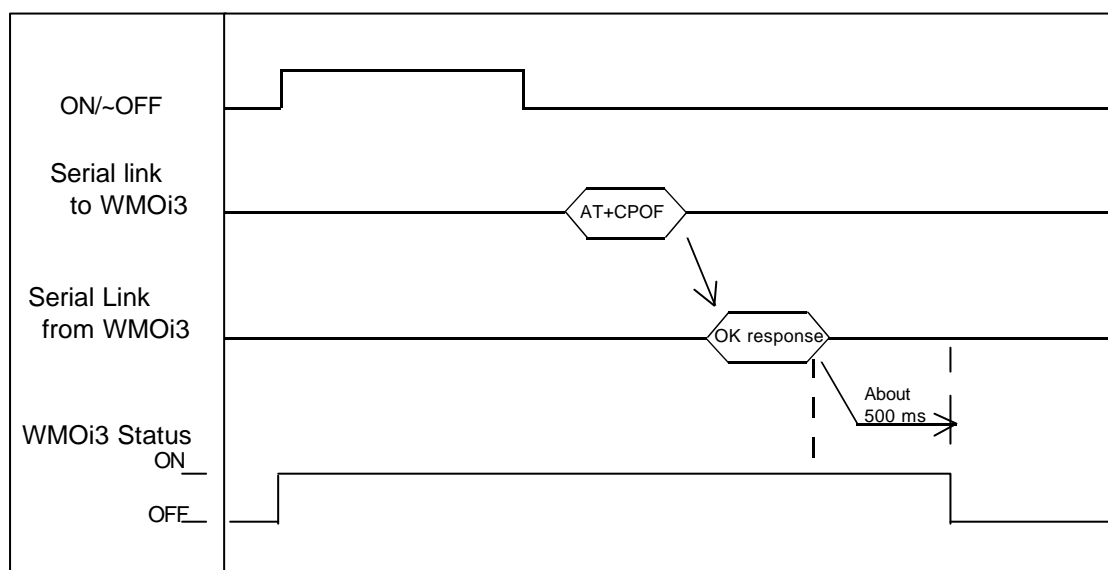 ON/~OFF
Serial link
to WMOi3
AT+CPOF
Serial Link
from WMOi3
OK response
About
500 ms
WMOi3 Status
ON
OFF